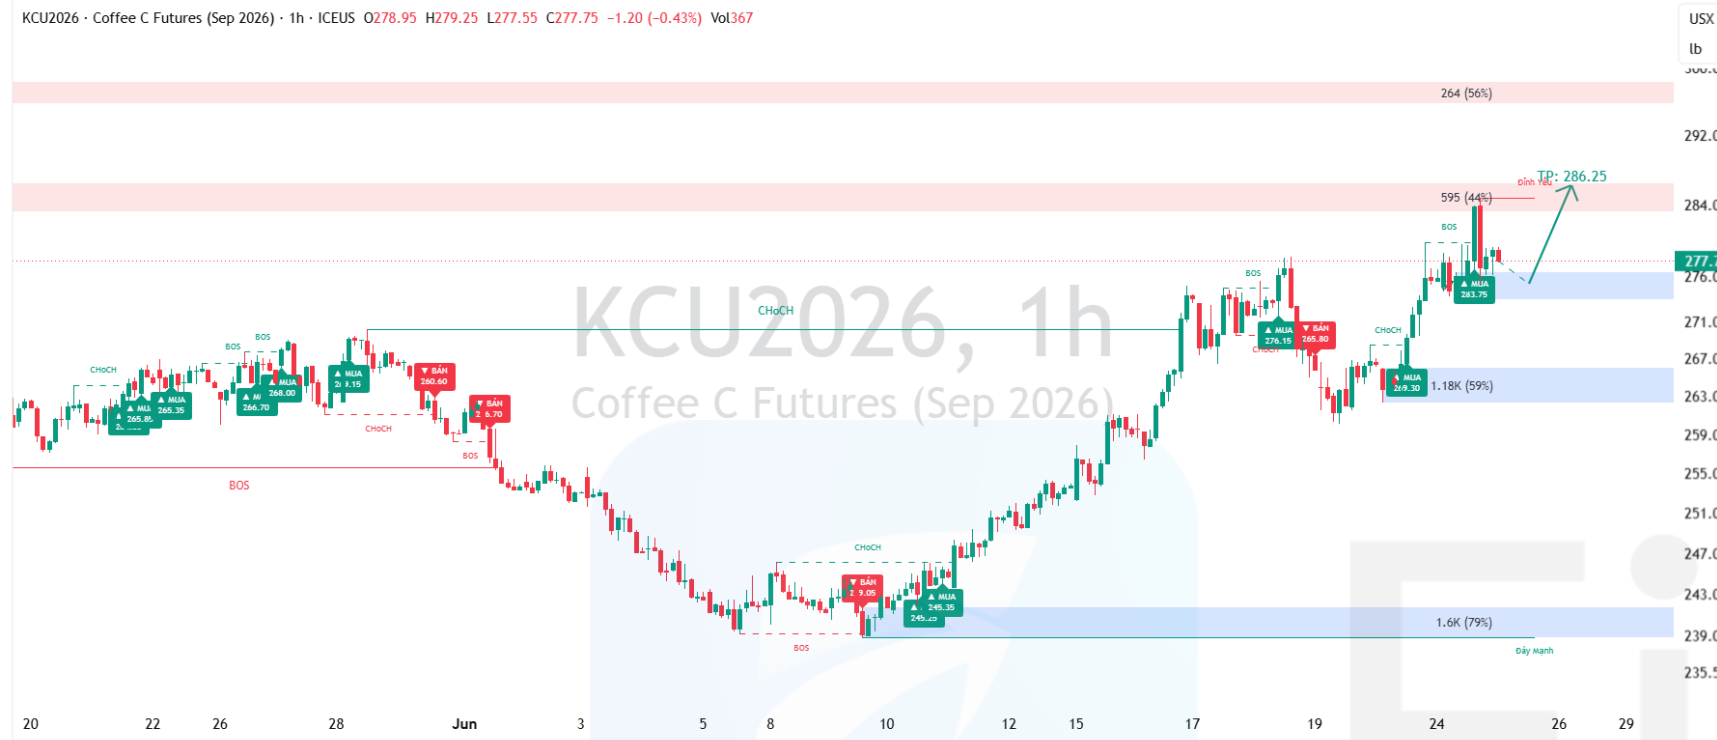 KCU2026 · Coffee C Futures (Sep 2026) · 1h · ICEUS O278.95 H279.25 L277.55 C277.75 −1.20 (−0.43%) Vol367
USX
lb
264 (56%)
292.0
TP: 286.25
Đỉnh Yếu
595 (44%)
284.0
BOS
277.7
276.0
▲ MUA
283.75
BOS
KCU2026, 1h
Coffee C Futures (Sep 2026)
CHoCH
271.0
▲ MUA
276.15
▼ BÁN
265.80
CHoCH
CHoCH
BOS
BOS
CHoCH
267.0
▲ MUA
269.30
1.18K (59%)
263.0
▲ MUA
265.35
266.70
▲ MUA
268.00
▲ MUA
▼ BÁN
260.60
▼ BÁN
CHoCH
259.0
BOS
255.0
BOS
251.0
CHoCH
247.0
▼ BÁN
▲ MUA
245.35
245.25
243.0
1.6K (79%)
239.0
BOS
Đáy Mạnh
235.5
20 22 26 28 Jun 3 5 8 10 12 15 17 19 24 26 29